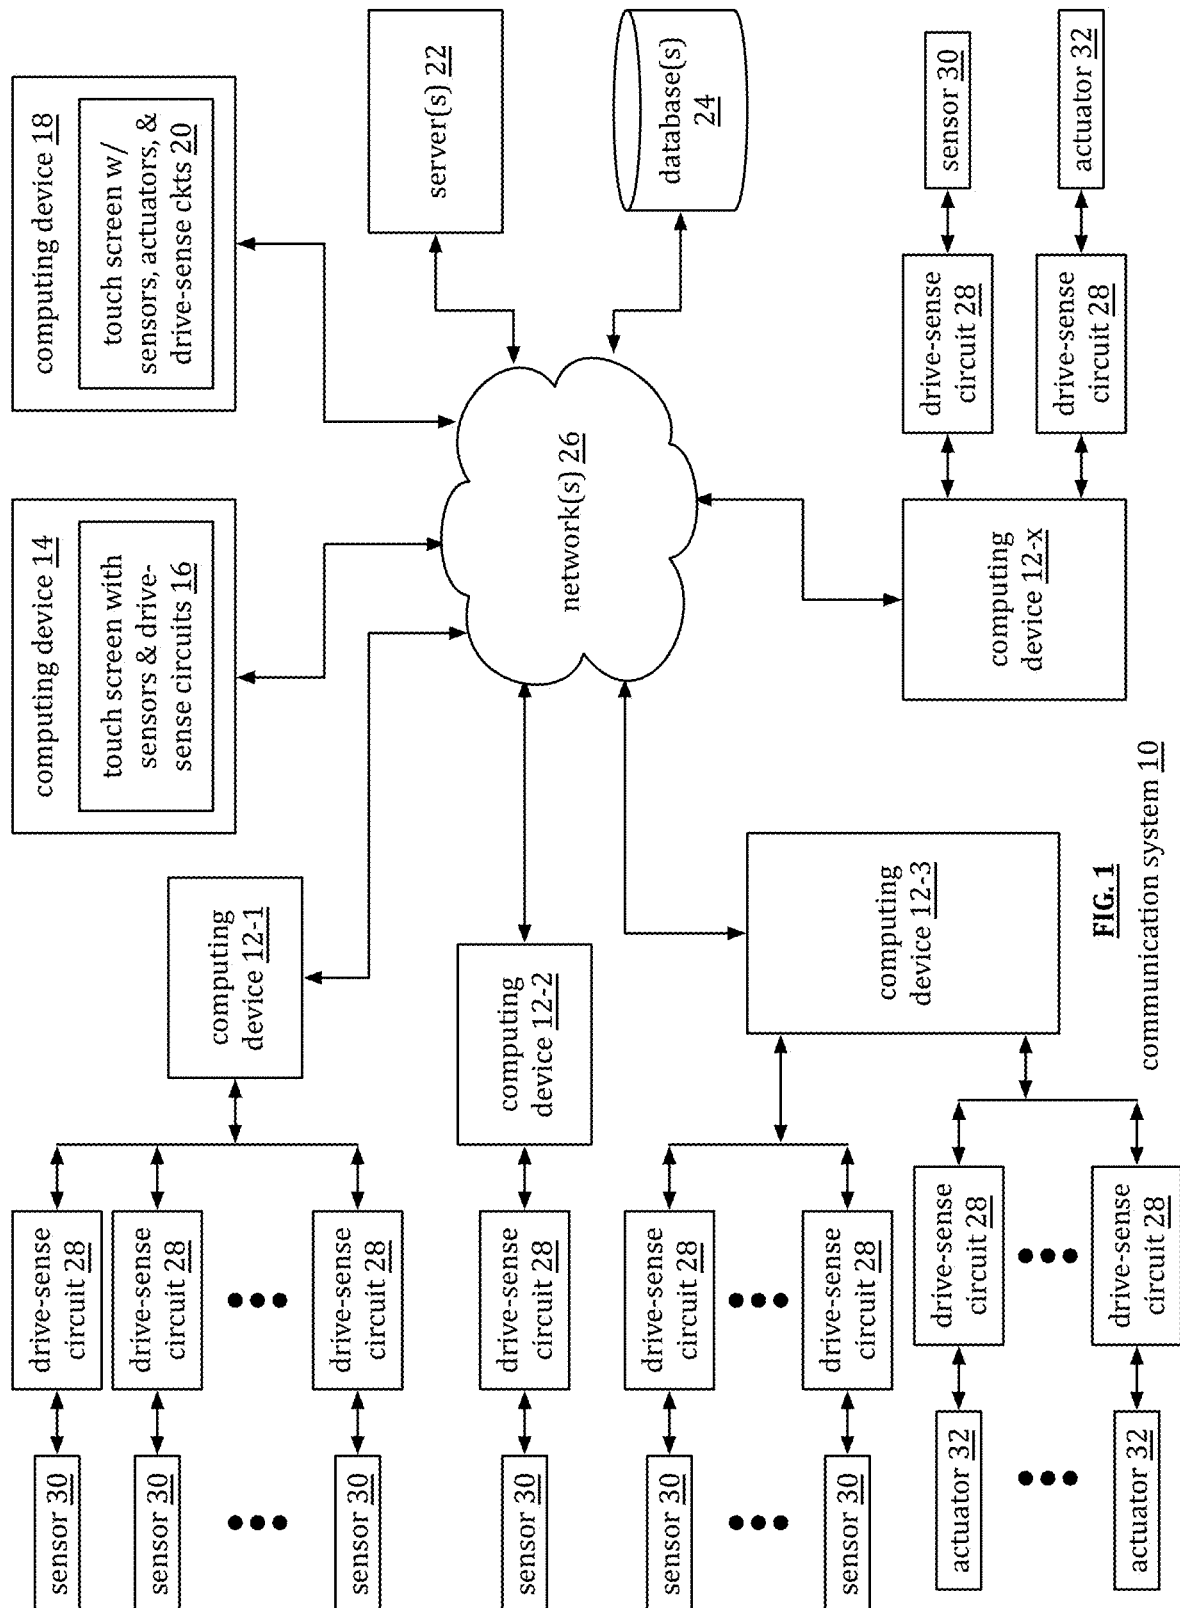 sensor 30
drive-sense
circuit 28
sensor 30
drive-sense
circuit 28
sensor 30
drive-sense
circuit 28
computing
device 12-1
computing device 14
touch screen with
sensors & drive-
sense circuits 16
computing device 18
touch screen w/
sensors, actuators, &
drive-sense ckts 20
sensor 30
drive-sense
circuit 28
computing
device 12-2
network(s) 26
server(s) 22
database(s)
24
sensor 30
drive-sense
circuit 28
sensor 30
drive-sense
circuit 28
computing
device 12-3
actuator 32
drive-sense
circuit 28
actuator 32
drive-sense
circuit 28
computing
device 12-x
drive-sense
circuit 28
sensor 30
drive-sense
circuit 28
actuator 32
FIG. 1
communication system 10